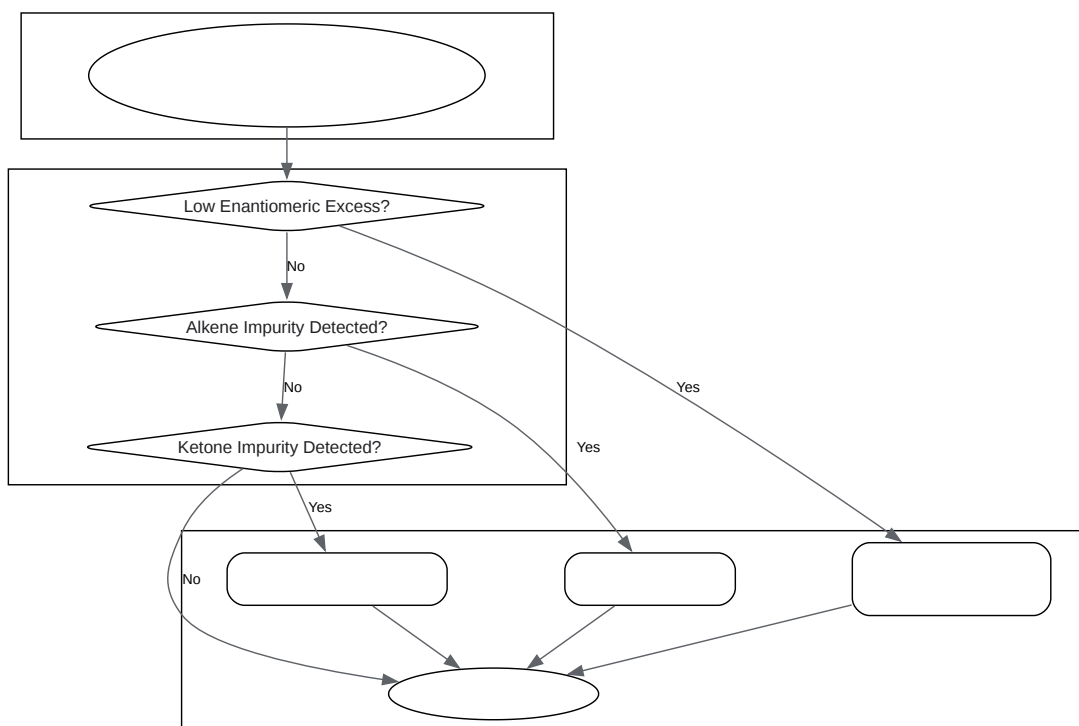 Low Enantiomeric Excess?
No
Alkene Impurity Detected?
No
Yes
Ketone Impurity Detected?
Yes
Yes
No